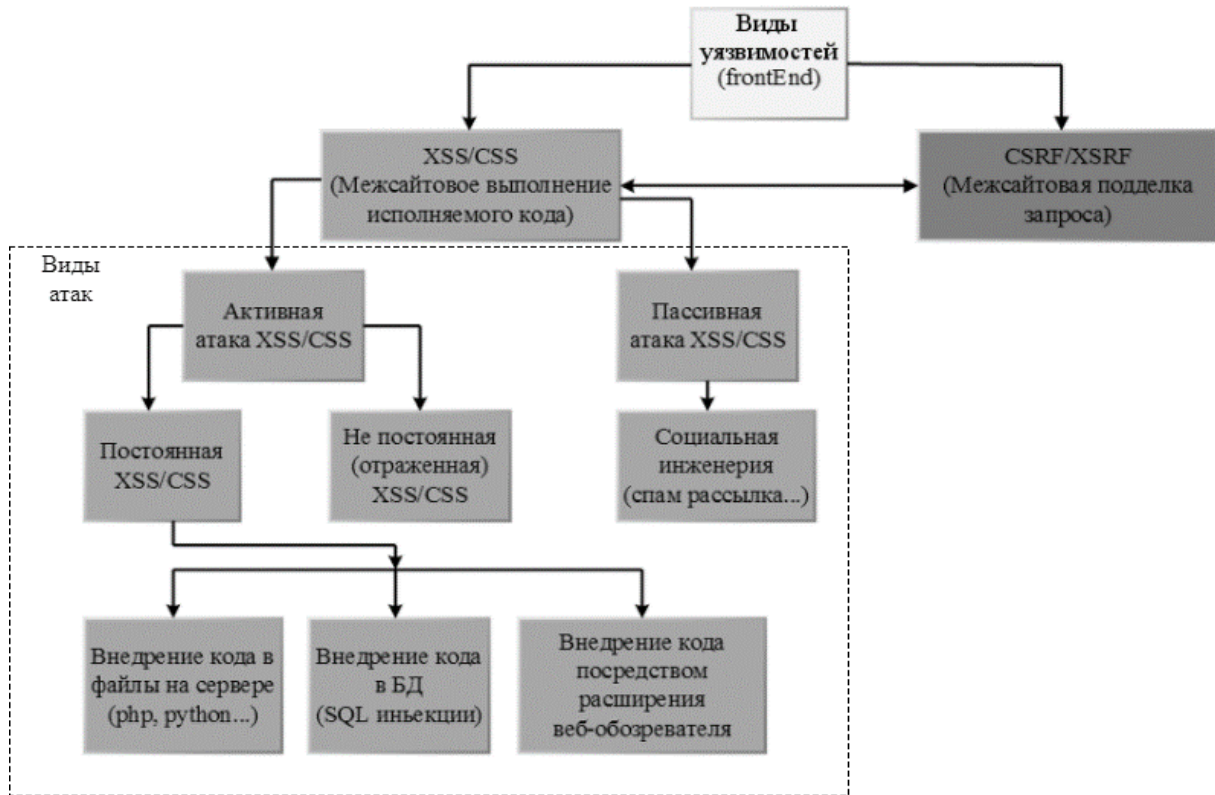 Виды
уязвимостей
(frontEnd)
XSS/CSS
(Межсайтовое выполнение
исполняемого кода)
CSRF/XSRF
(Межсайтовая подделка
запроса)
Виды
атак
Активная
атака XSS/CSS
Пассивная
атака XSS/CSS
Постоянная
XSS/CSS
Не постоянная
(отраженная)
XSS/CSS
Социальная
инженерия
(спам рассылка...)
Внедрение кода в
файлы на сервере
(php, python...)
Внедрение кода
в БД
(SQL иньекции)
Внедрение кода
посредством
расширения
веб-обозревателя